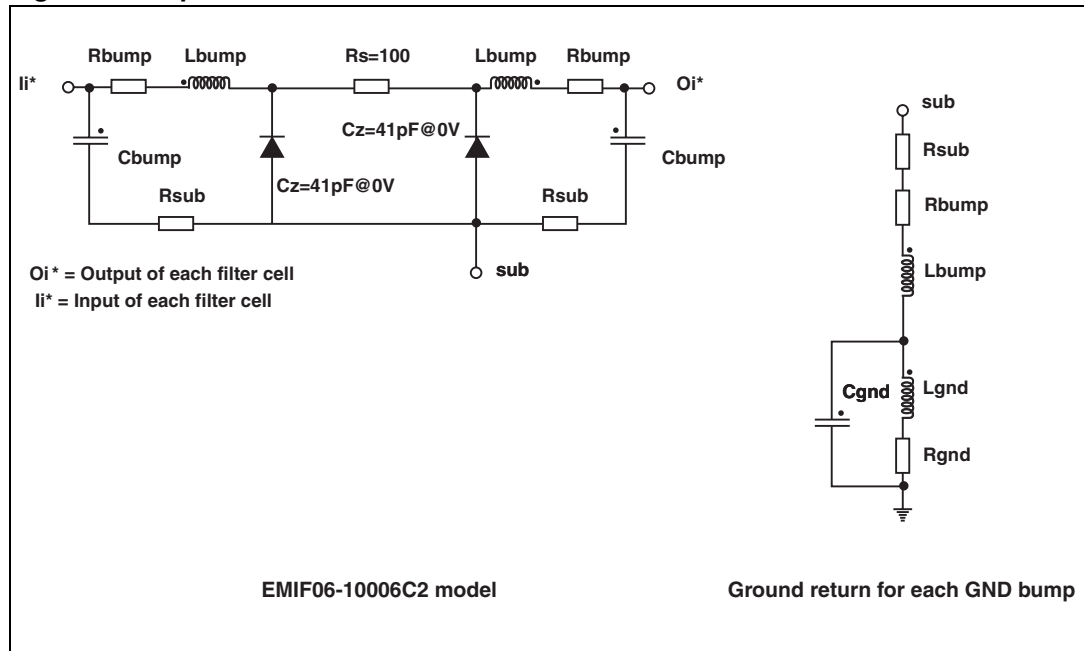 Rbump Lbump Rs=100 Lbump Rbump
Ii* Oi*
Cz=41pF@0V
Cbump Cbump
Cz=41pF@0V
Rsub Rsub
sub
Oi* = Output of each filter cell
Ii* = Input of each filter cell
sub
Rsub
Rbump
Lbump
Cgnd Lgnd
Rgnd
EMIF06-10006C2 model
Ground return for each GND bump